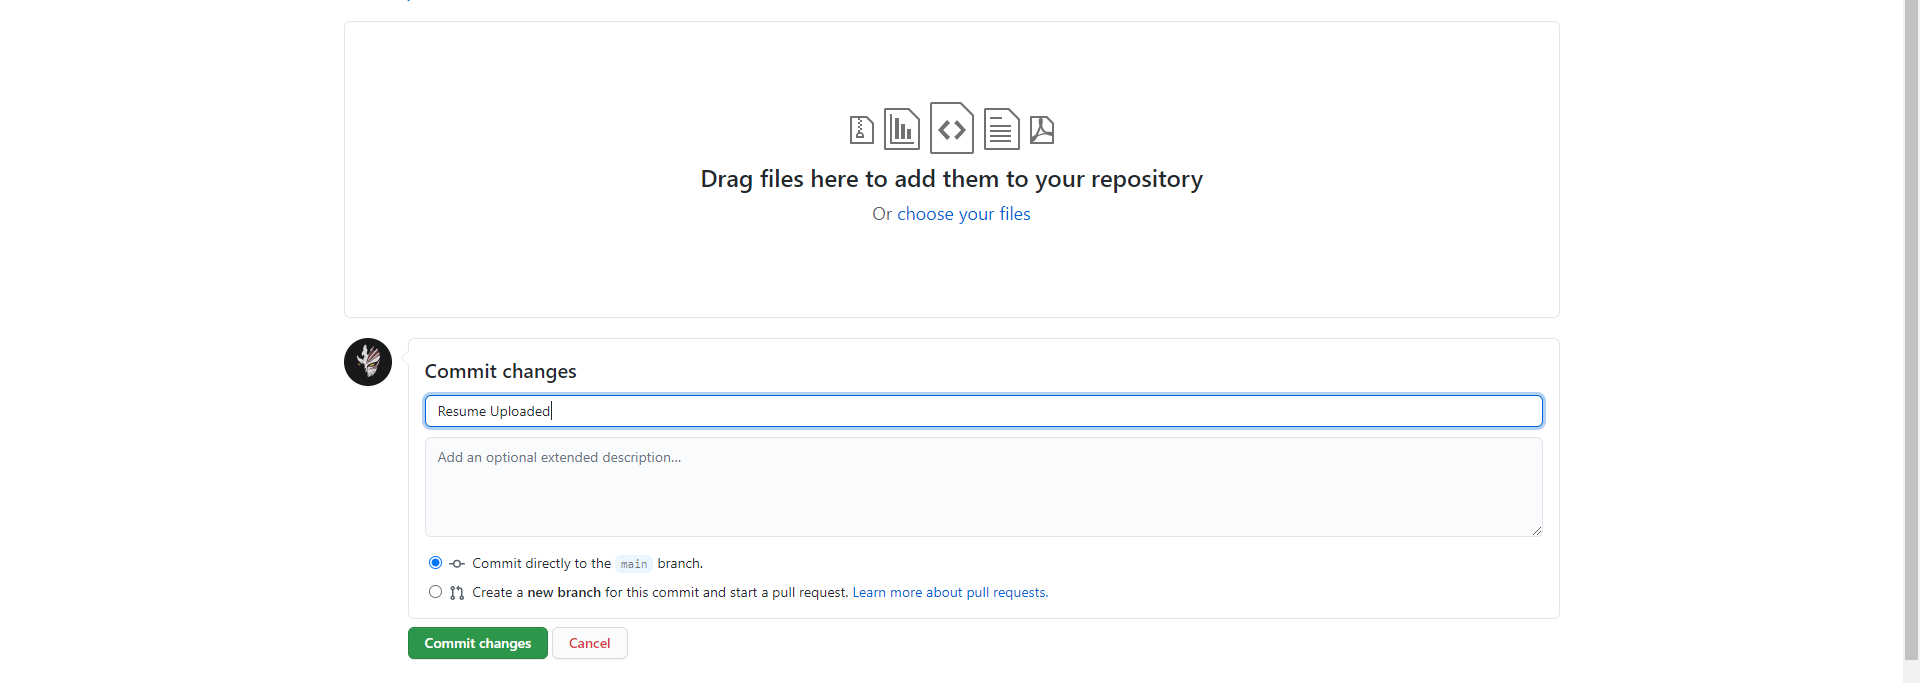 Drag files here to add them to your repository
Or choose your files
Commit changes
Resume Uploaded
Add an optional extended description...
Commit directly to the main branch.
Create a new branch for this commit and start a pull request. Learn more about pull requests.
Commit changes Cancel